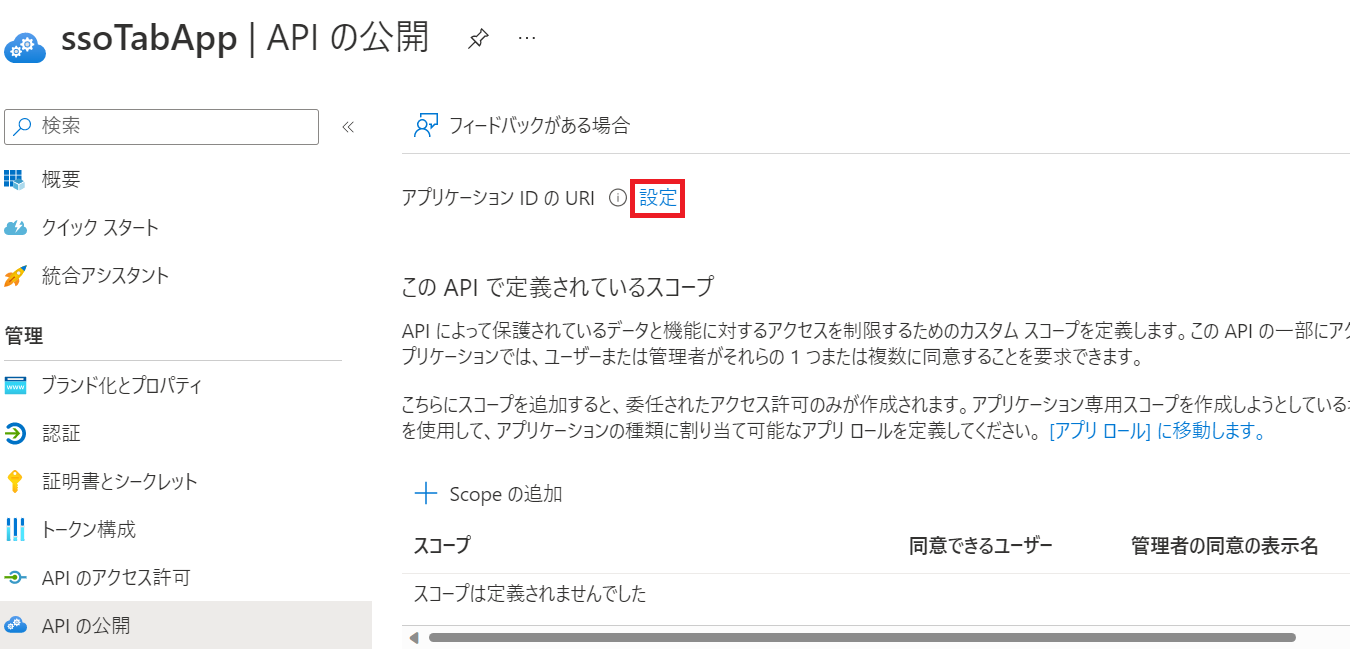 ssoTabApp | API の公開
検索
«
フィードバックがある場合
概要
アプリケーション ID の URI 設定
クイック スタート
統合アシスタント
この API で定義されているスコープ
管理
API によって保護されているデータと機能に対するアクセスを制限するためのカスタム スコープを定義します。この API の一部にアク
プリケーションでは、ユーザーまたは管理者がそれらの 1 つまたは複数に同意することを要求できます。
ブランド化とプロパティ
こちらにスコープを追加すると、委任されたアクセス許可のみが作成されます。アプリケーション専用スコープを作成しようとしている
を使用して、アプリケーションの種類に割り当て可能なアプリ ロールを定義してください。 [アプリ ロール] に移動します。
認証
証明書とシークレット
Scope の追加
トークン構成
スコープ 同意できるユーザー 管理者の同意の表示名
API のアクセス許可
スコープは定義されませんでした
API の公開